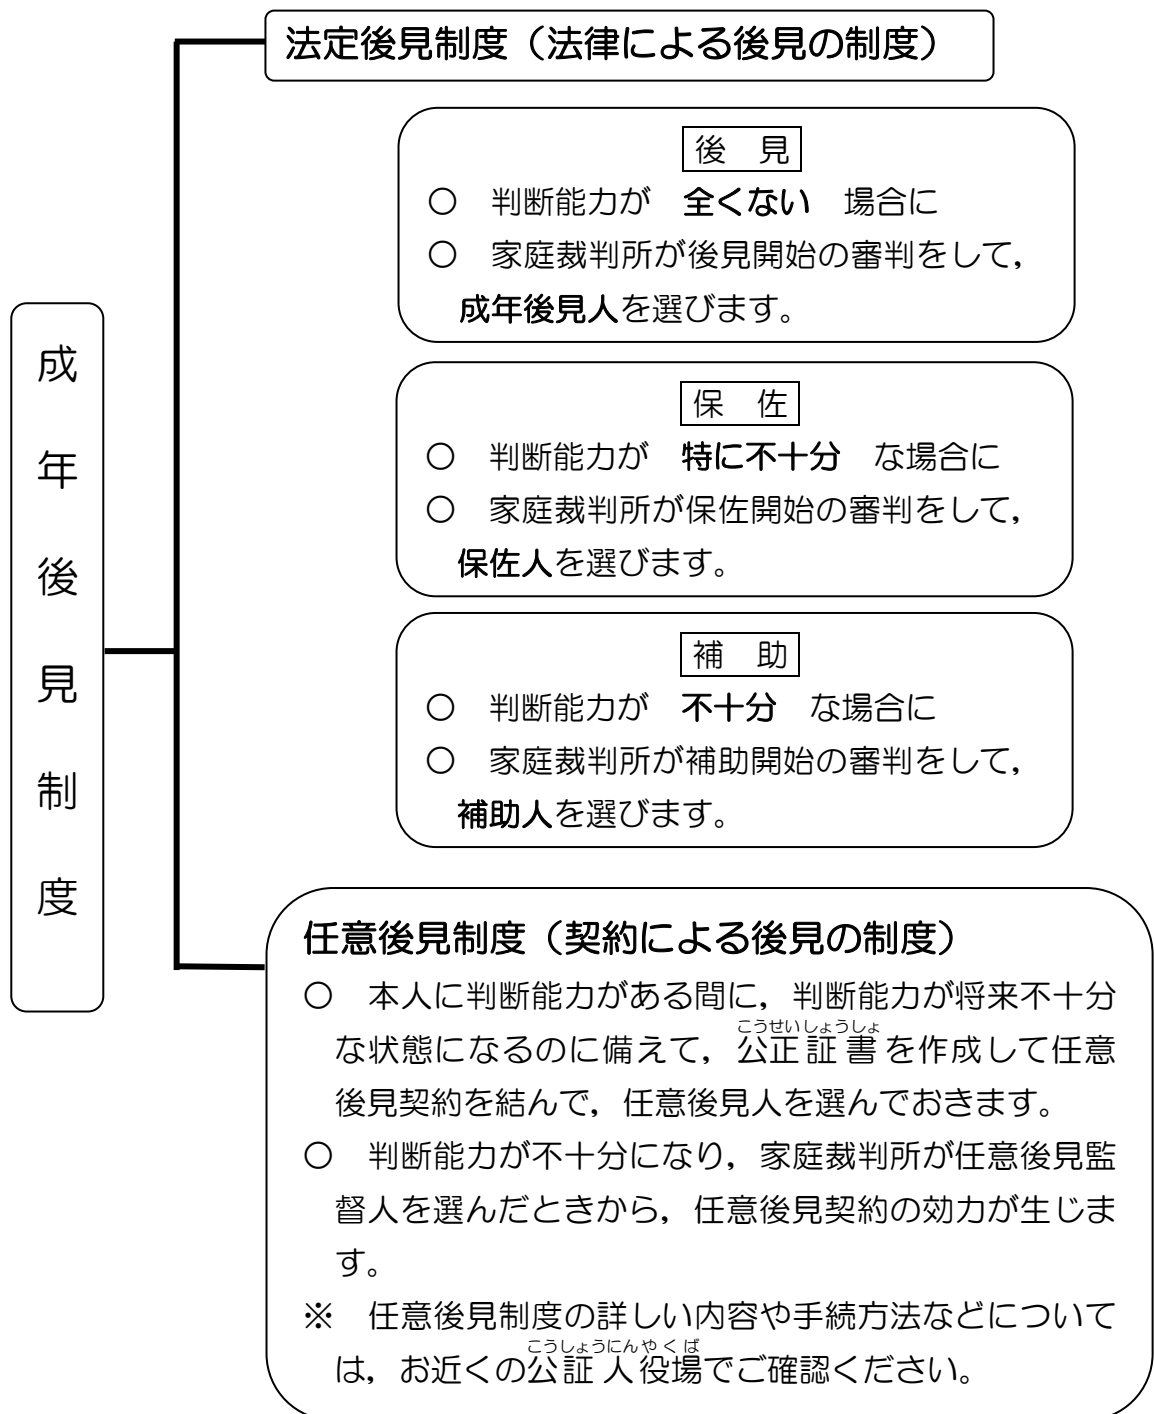 法定後見制度（法律による後見の制度）
後　見
○　判断能力が　全くない　場合に
○　家庭裁判所が後見開始の審判をして，
成年後見人を選びます。
成年後見制度
保　佐
○　判断能力が　特に不十分　な場合に
○　家庭裁判所が保佐開始の審判をして，
保佐人を選びます。
補　助
○　判断能力が　不十分　な場合に
○　家庭裁判所が補助開始の審判をして，
補助人を選びます。
任意後見制度（契約による後見の制度）
○　本人に判断能力がある間に，判断能力が将来不十分
こうせいしょうしょ
な状態になるのに備えて，公正証書を作成して任意
後見契約を結んで，任意後見人を選んでおきます。
○　判断能力が不十分になり，家庭裁判所が任意後見監
督人を選んだときから，任意後見契約の効力が生じま
す。
※　任意後見制度の詳しい内容や手続方法などについて
こうしょうにんやくば
は，お近くの公証人役場でご確認ください。